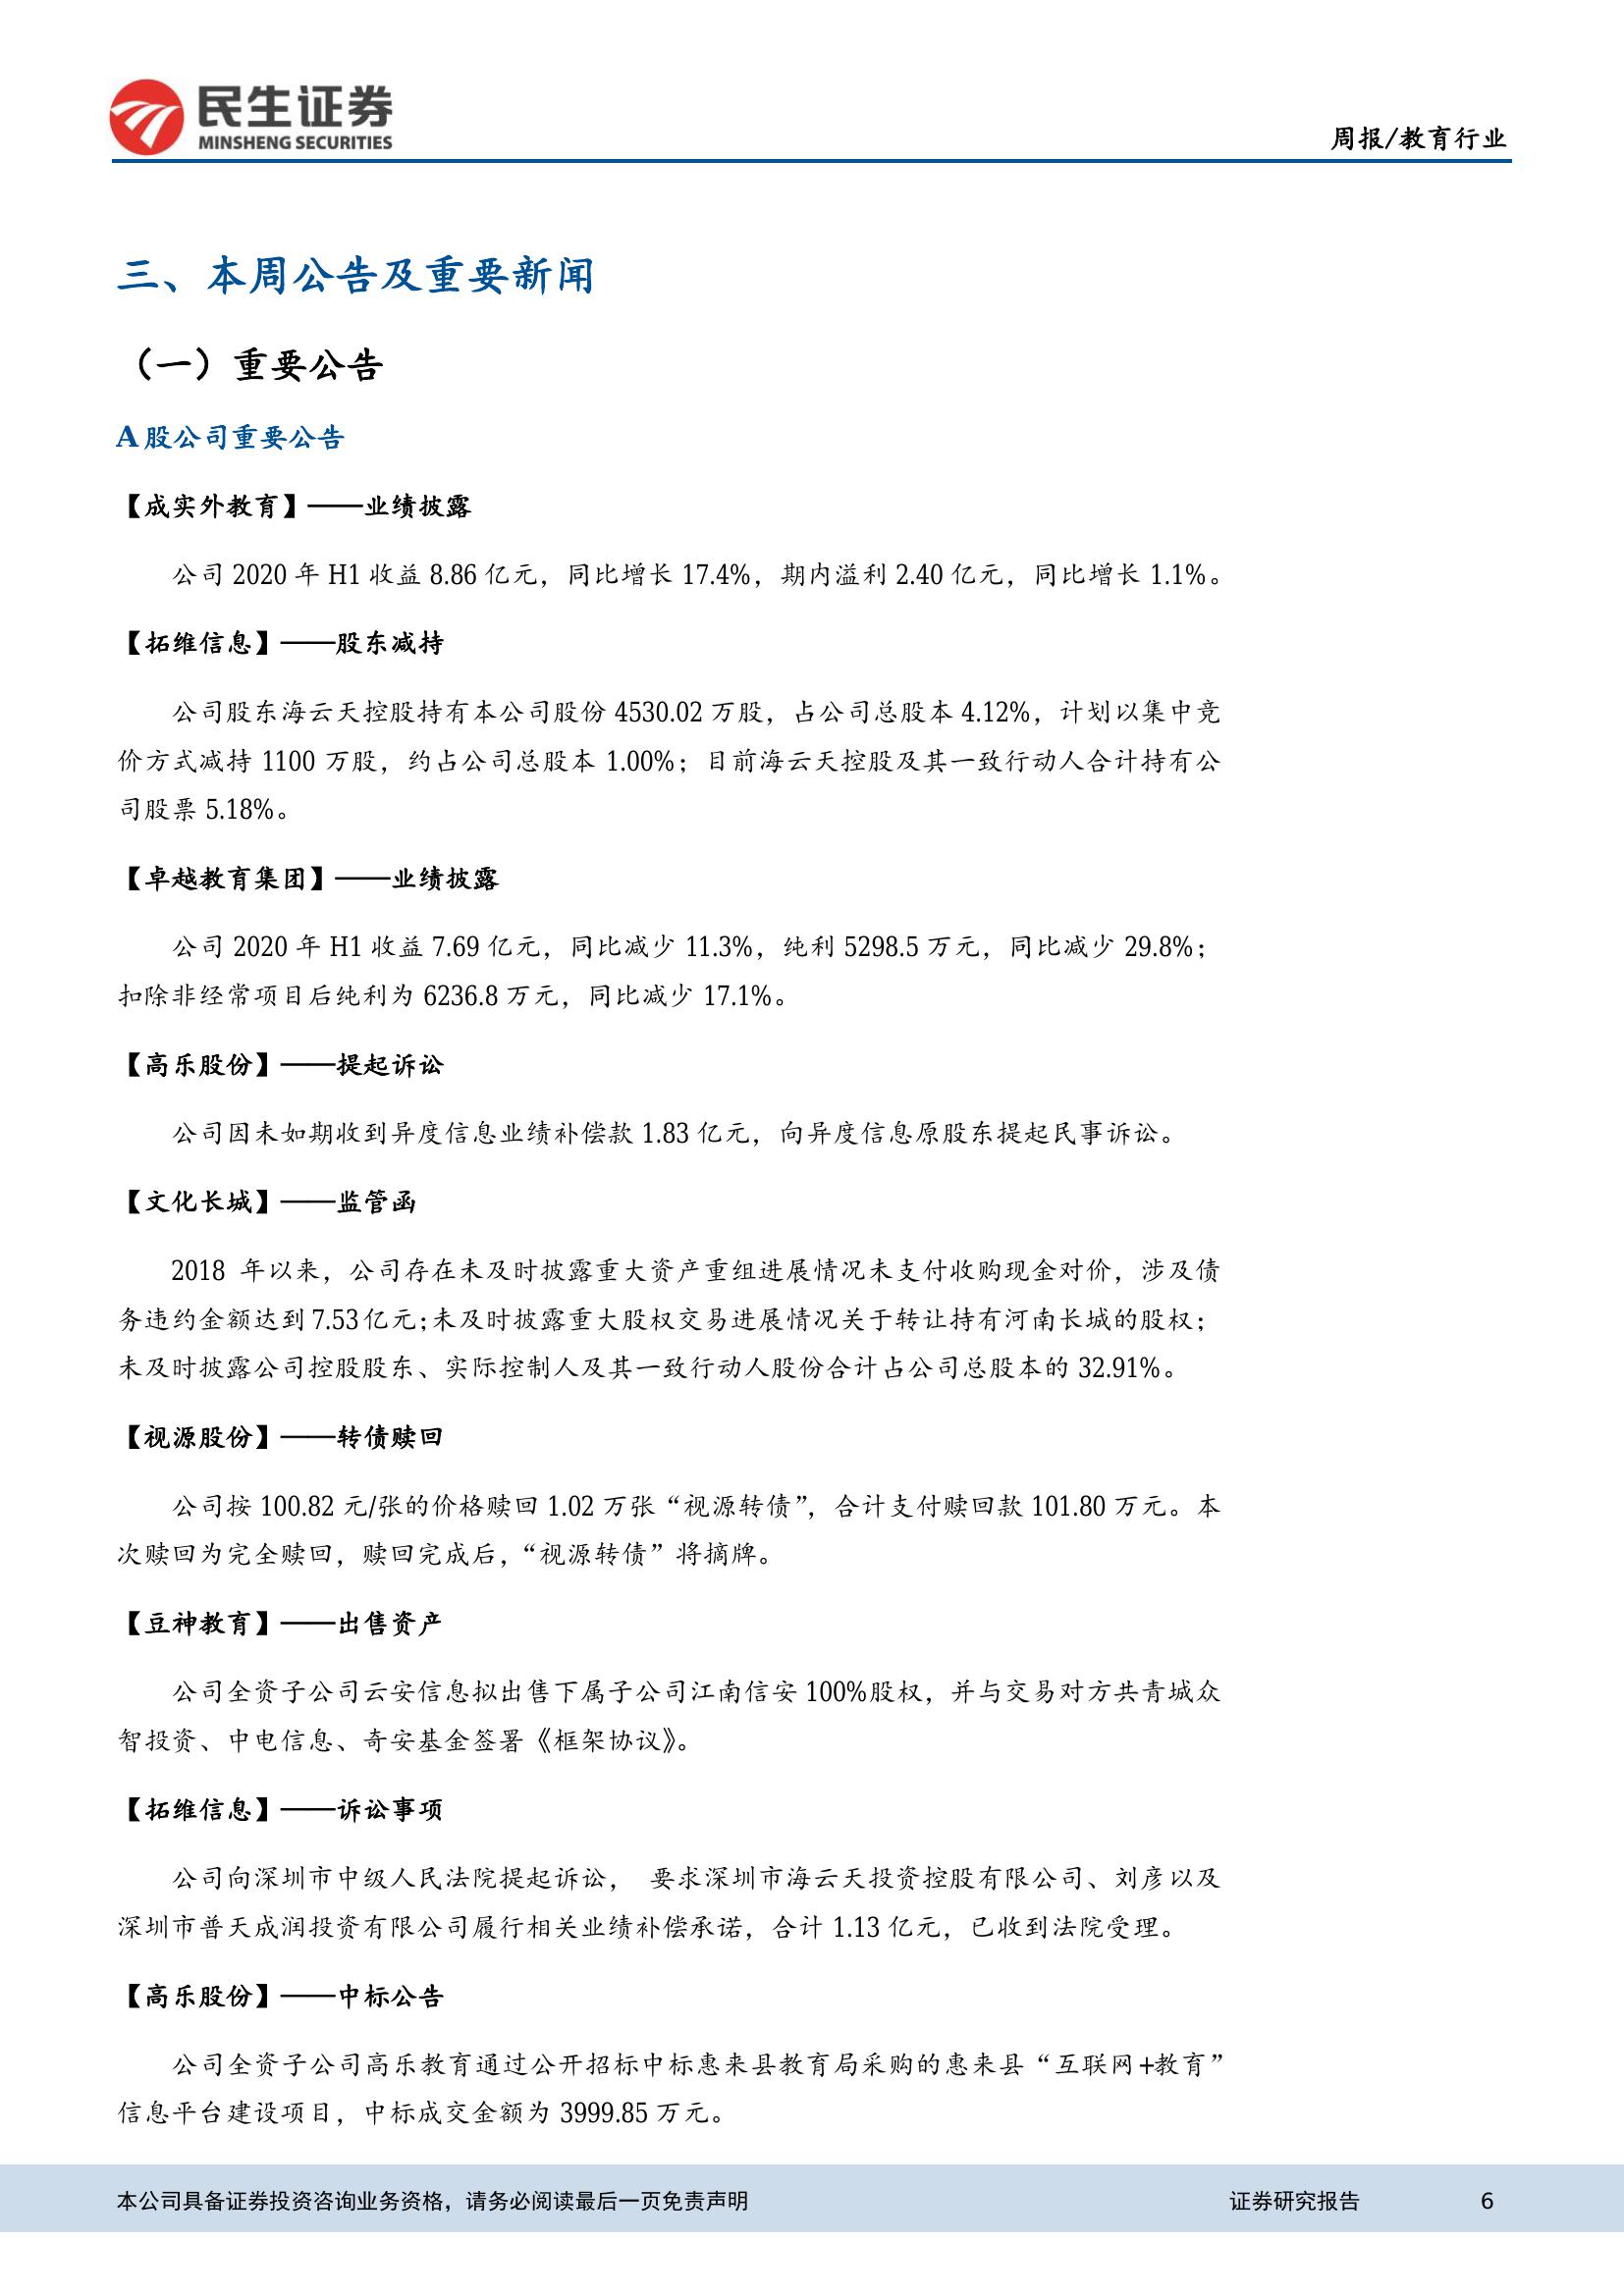 民生证券
MINSHENG SECURITIES
周报/教育行业
三、本周公告及重要新闻
（一）重要公告
A股公司重要公告
【成实外教育】——业绩披露
公司 2020 年 H1 收益 8.86 亿元，同比增长 17.4%，期内溢利 2.40 亿元，同比增长 1.1%。
【拓维信息】——股东减持
公司股东海云天控股持有本公司股份 4530.02 万股，占公司总股本 4.12%，计划以集中竞
价方式减持 1100 万股，约占公司总股本 1.00%；目前海云天控股及其一致行动人合计持有公
司股票 5.18%。
【卓越教育集团】——业绩披露
公司 2020 年 H1 收益 7.69 亿元，同比减少 11.3%，纯利 5298.5 万元，同比减少 29.8%；
扣除非经常项目后纯利为 6236.8 万元，同比减少 17.1%。
【高乐股份】——提起诉讼
公司因未如期收到异度信息业绩补偿款 1.83 亿元，向异度信息原股东提起民事诉讼。
【文化长城】——监管函
2018 年以来，公司存在未及时披露重大资产重组进展情况未支付收购现金对价，涉及债
务违约金额达到 7.53 亿元；未及时披露重大股权交易进展情况关于转让持有河南长城的股权；
未及时披露公司控股股东、实际控制人及其一致行动人股份合计占公司总股本的 32.91%。
【视源股份】——转债赎回
公司按 100.82 元/张的价格赎回 1.02 万张“视源转债”，合计支付赎回款 101.80 万元。本
次赎回为完全赎回，赎回完成后，“视源转债”将摘牌。
【豆神教育】——出售资产
公司全资子公司云安信息拟出售下属子公司江南信安 100%股权，并与交易对方共青城众
智投资、中电信息、奇安基金签署《框架协议》。
【拓维信息】——诉讼事项
公司向深圳市中级人民法院提起诉讼， 要求深圳市海云天投资控股有限公司、刘彦以及
深圳市普天成润投资有限公司履行相关业绩补偿承诺，合计 1.13 亿元，已收到法院受理。
【高乐股份】——中标公告
公司全资子公司高乐教育通过公开招标中标惠来县教育局采购的惠来县“互联网+教育”
信息平台建设项目，中标成交金额为 3999.85 万元。
本公司具备证券投资咨询业务资格，请务必阅读最后一页免责声明 证券研究报告 6